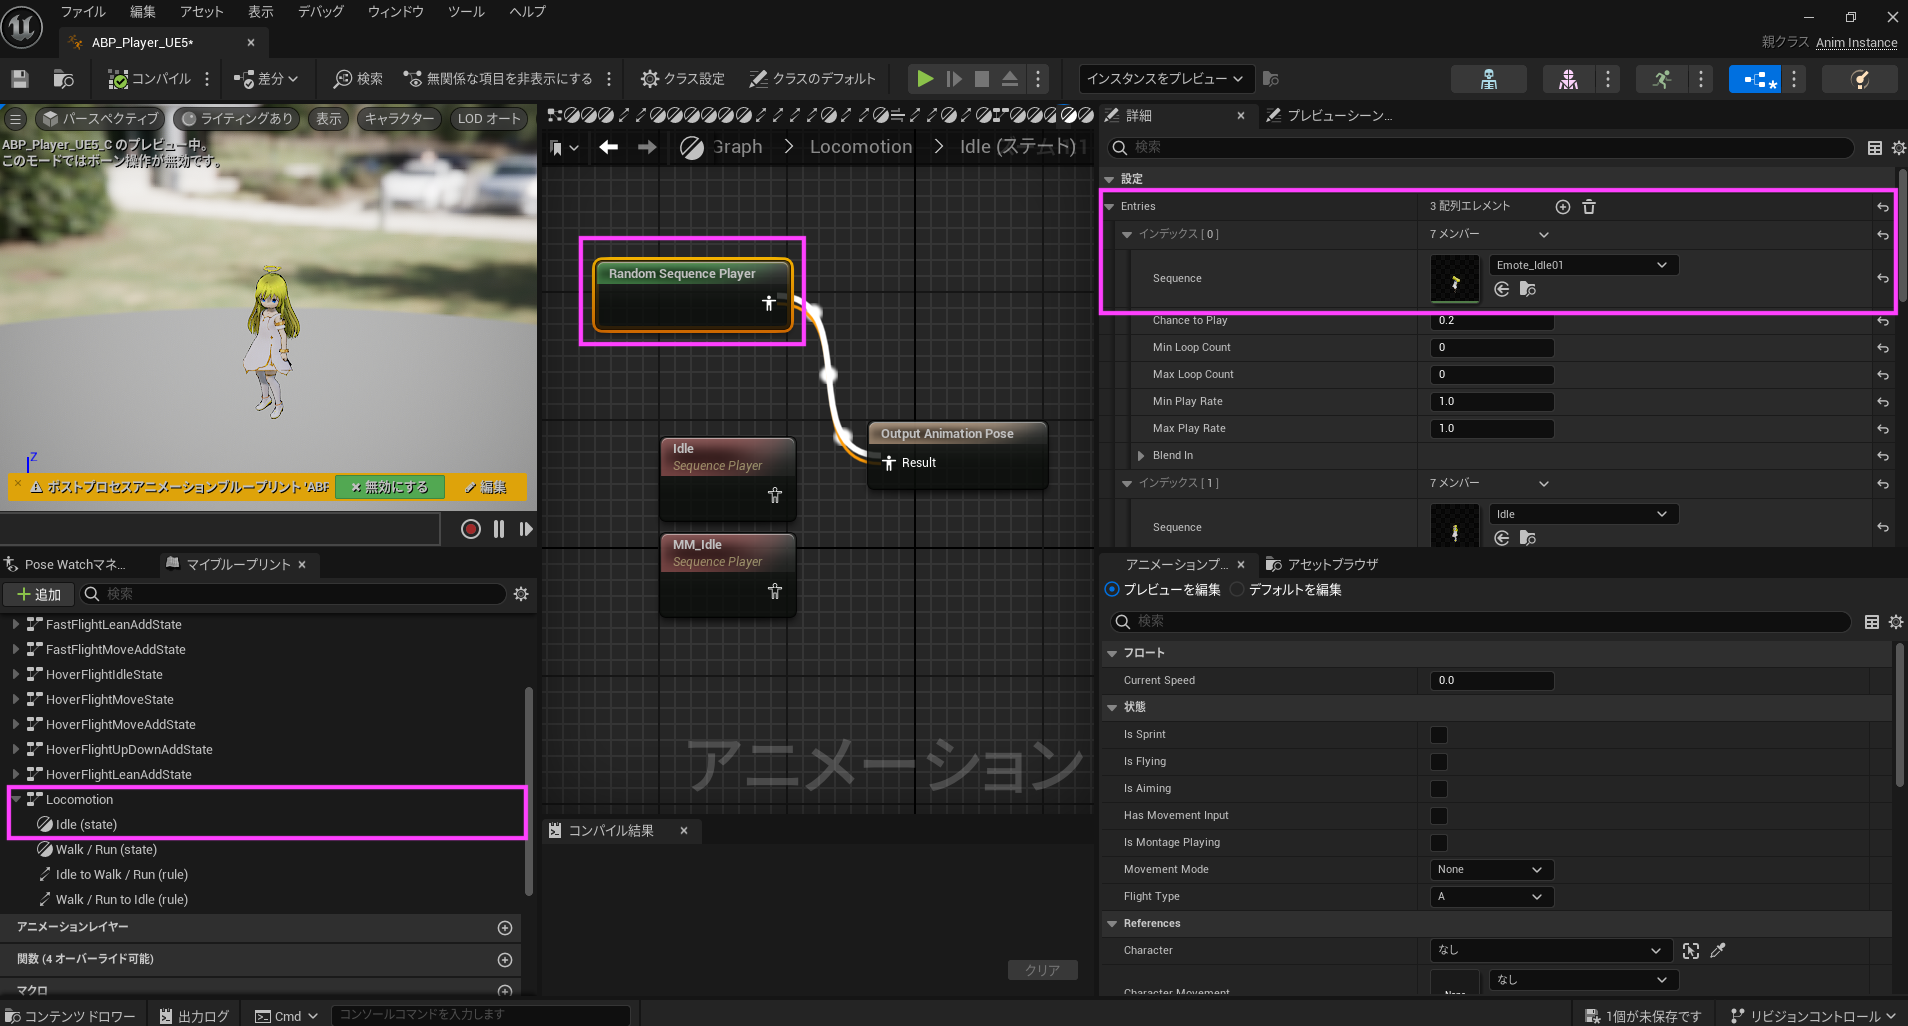 ファイル 編集 アセット 表示 デバッグ ウィンドウ ツール ヘルプ
ABP_Player_UE5*
親クラス Anim Instance
コンパイル 差分 検索 無関係な項目を非表示にする クラス設定 クラスのデフォルト インスタンスをプレビュー
パースペクティブ ライティングあり 表示 キャラクター LOD オート
ABP_Player_UE5_C のプレビュー中。
このモードではボーン操作が無効です。
Z
ポストプロセスアニメーションブループリント 'ABF 無効にする 編集
Pose Watchマネ... マイブループリント
追加 検索
FastFlightLeanAddState
FastFlightMoveAddState
HoverFlightIdleState
HoverFlightMoveState
HoverFlightMoveAddState
HoverFlightUpDownAddState
HoverFlightLeanAddState
Locomotion
Idle (state)
Walk / Run (state)
Idle to Walk / Run (rule)
Walk / Run to Idle (rule)
アニメーションレイヤー
関数 (4 オーバーライド可能)
マクロ
Graph > Locomotion > Idle (ステート)
Random Sequence Player
Idle
Sequence Player
MM_Idle
Sequence Player
Output Animation Pose
Result
アニメーション
コンパイル結果
クリア
詳細 プレビューシーン...
検索
設定
Entries 3 配列エレメント
インデックス [ 0 ] 7 メンバー
Sequence Emote_Idle01
Chance to Play 0.2
Min Loop Count 0
Max Loop Count 0
Min Play Rate 1.0
Max Play Rate 1.0
Blend In
インデックス [ 1 ] 7 メンバー
Sequence Idle
アニメーションプ... アセットブラウザ
プレビューを編集 デフォルトを編集
検索
フロート
Current Speed 0.0
状態
Is Sprint
Is Flying
Is Aiming
Has Movement Input
Is Montage Playing
Movement Mode None
Flight Type A
References
Character なし
Character Movement None なし
コンテンツドロワー 出力ログ Cmd コンソールコマンドを入力します 1個が未保存です リビジョンコントロール